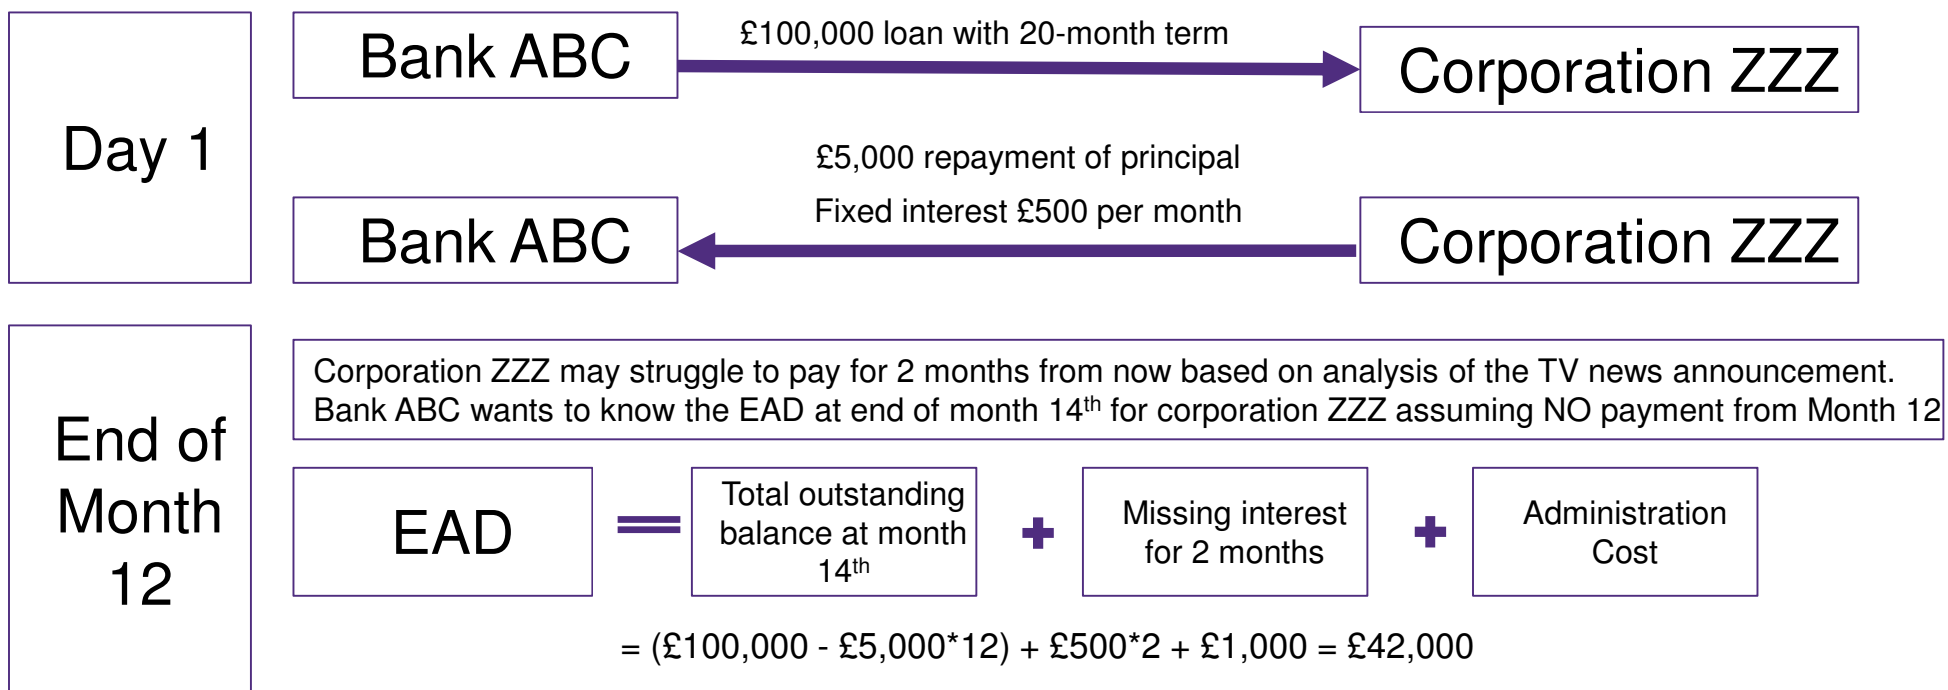 Day 1
Bank ABC
£100,000 loan with 20-month term
Corporation ZZZ
£5,000 repayment of principal
Fixed interest £500 per month
Bank ABC
Corporation ZZZ
End of
Month
12
Corporation ZZZ may struggle to pay for 2 months from now based on analysis of the TV news announcement.
Bank ABC wants to know the EAD at end of month 14th for corporation ZZZ assuming NO payment from Month 12
EAD
=
Total outstanding
balance at month
14th
+
Missing interest
for 2 months
+
Administration
Cost
= (£100,000 - £5,000*12) + £500*2 + £1,000 = £42,000